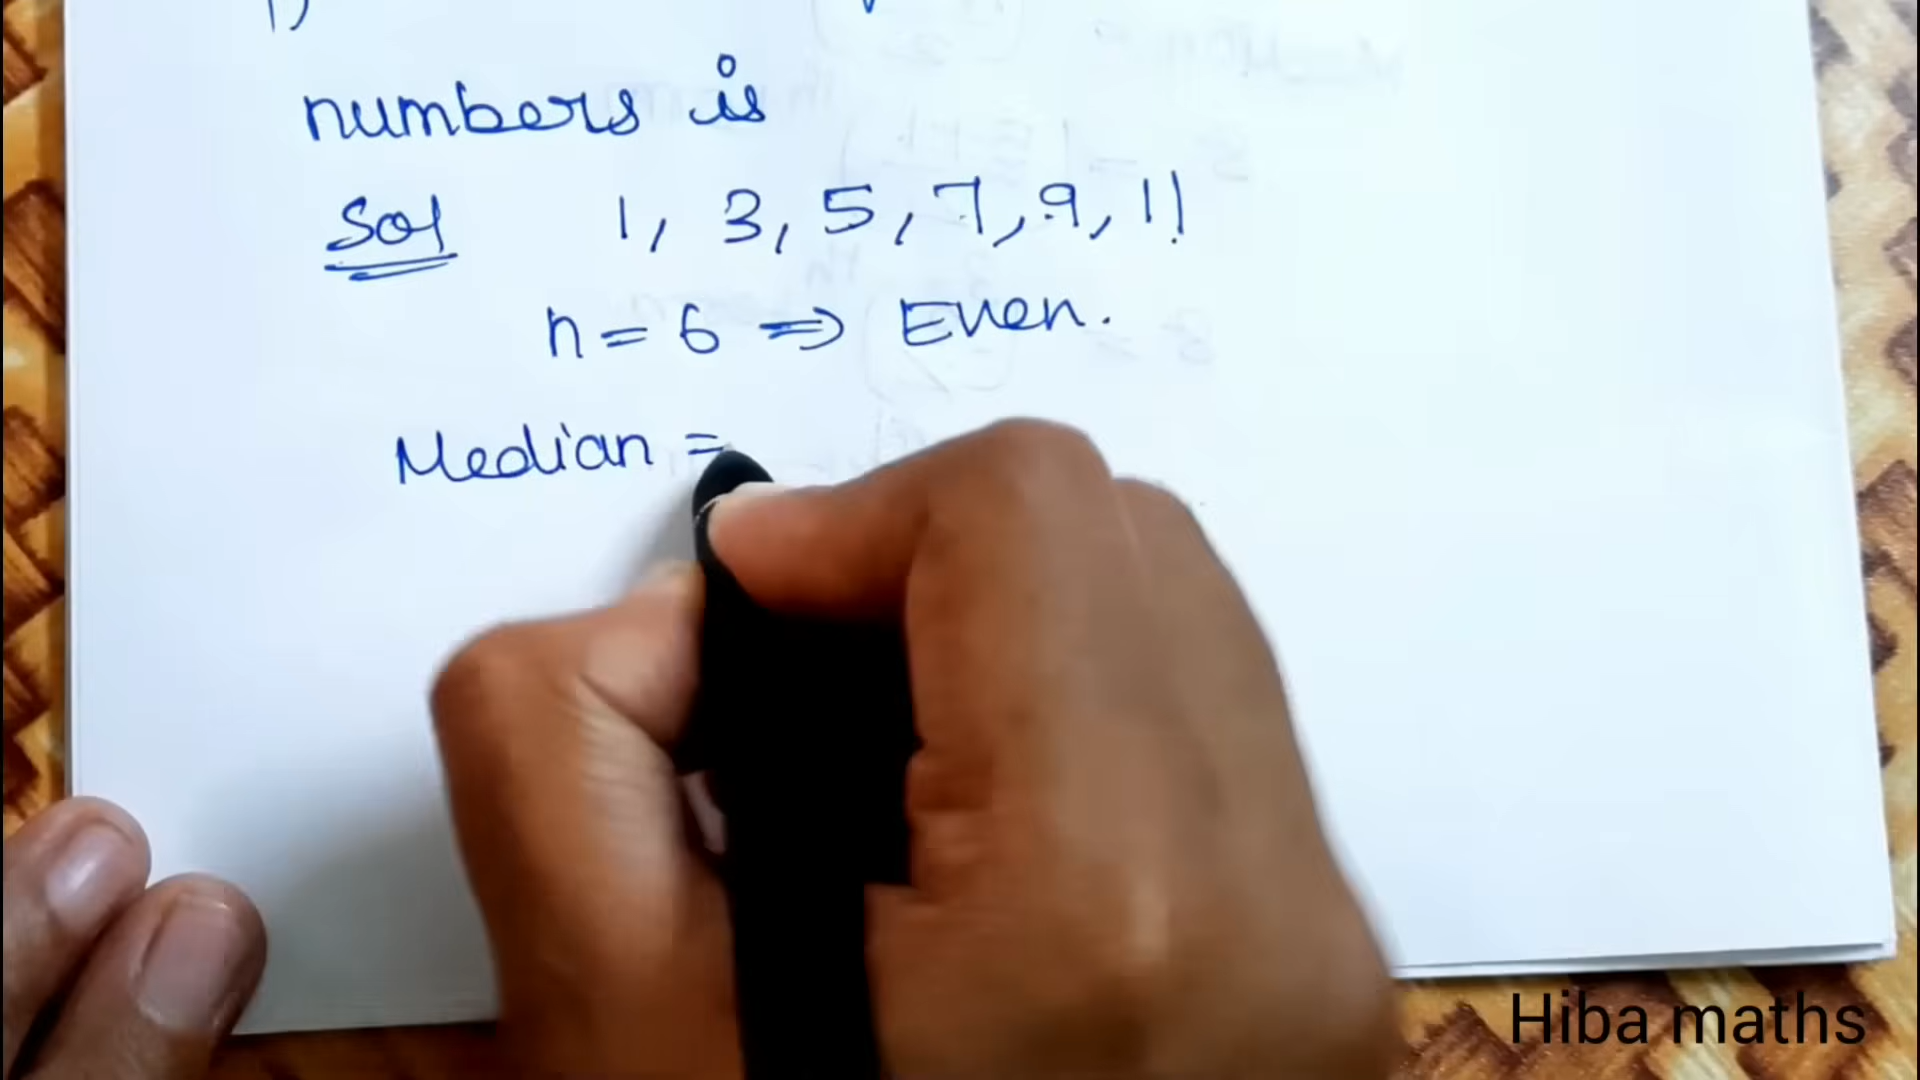 numbers is
Sol 1, 3, 5, 7, 9, 11
n = 6 ⇒ Even.
Median =
Hiba maths